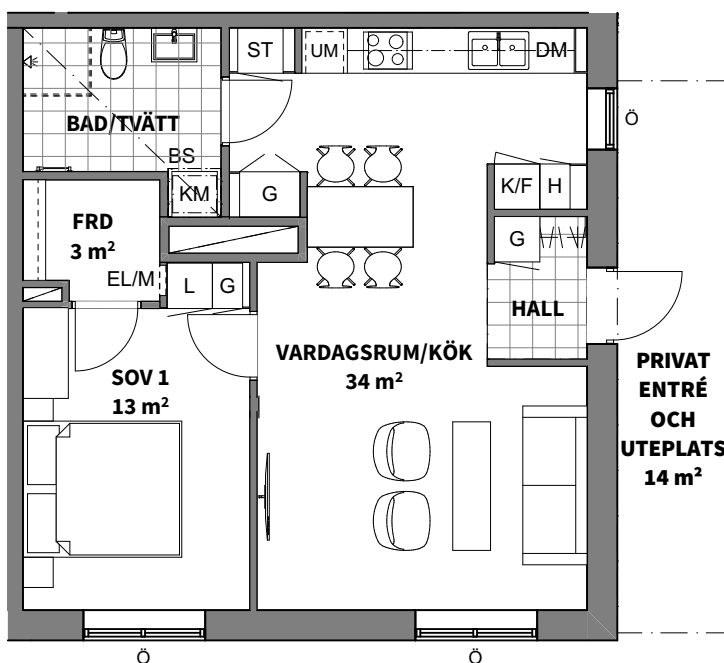 ST
UM
DM
BAD/TVÄTT
Ö
BS
KM
G
K/F
H
FRD
3 m²
G
EL/M
L
G
HALL
VARDAGSRUM/KÖK
34 m²
SOV 1
13 m²
PRIVAT
ENTRÉ
OCH
UTEPLATS
14 m²
Ö
Ö